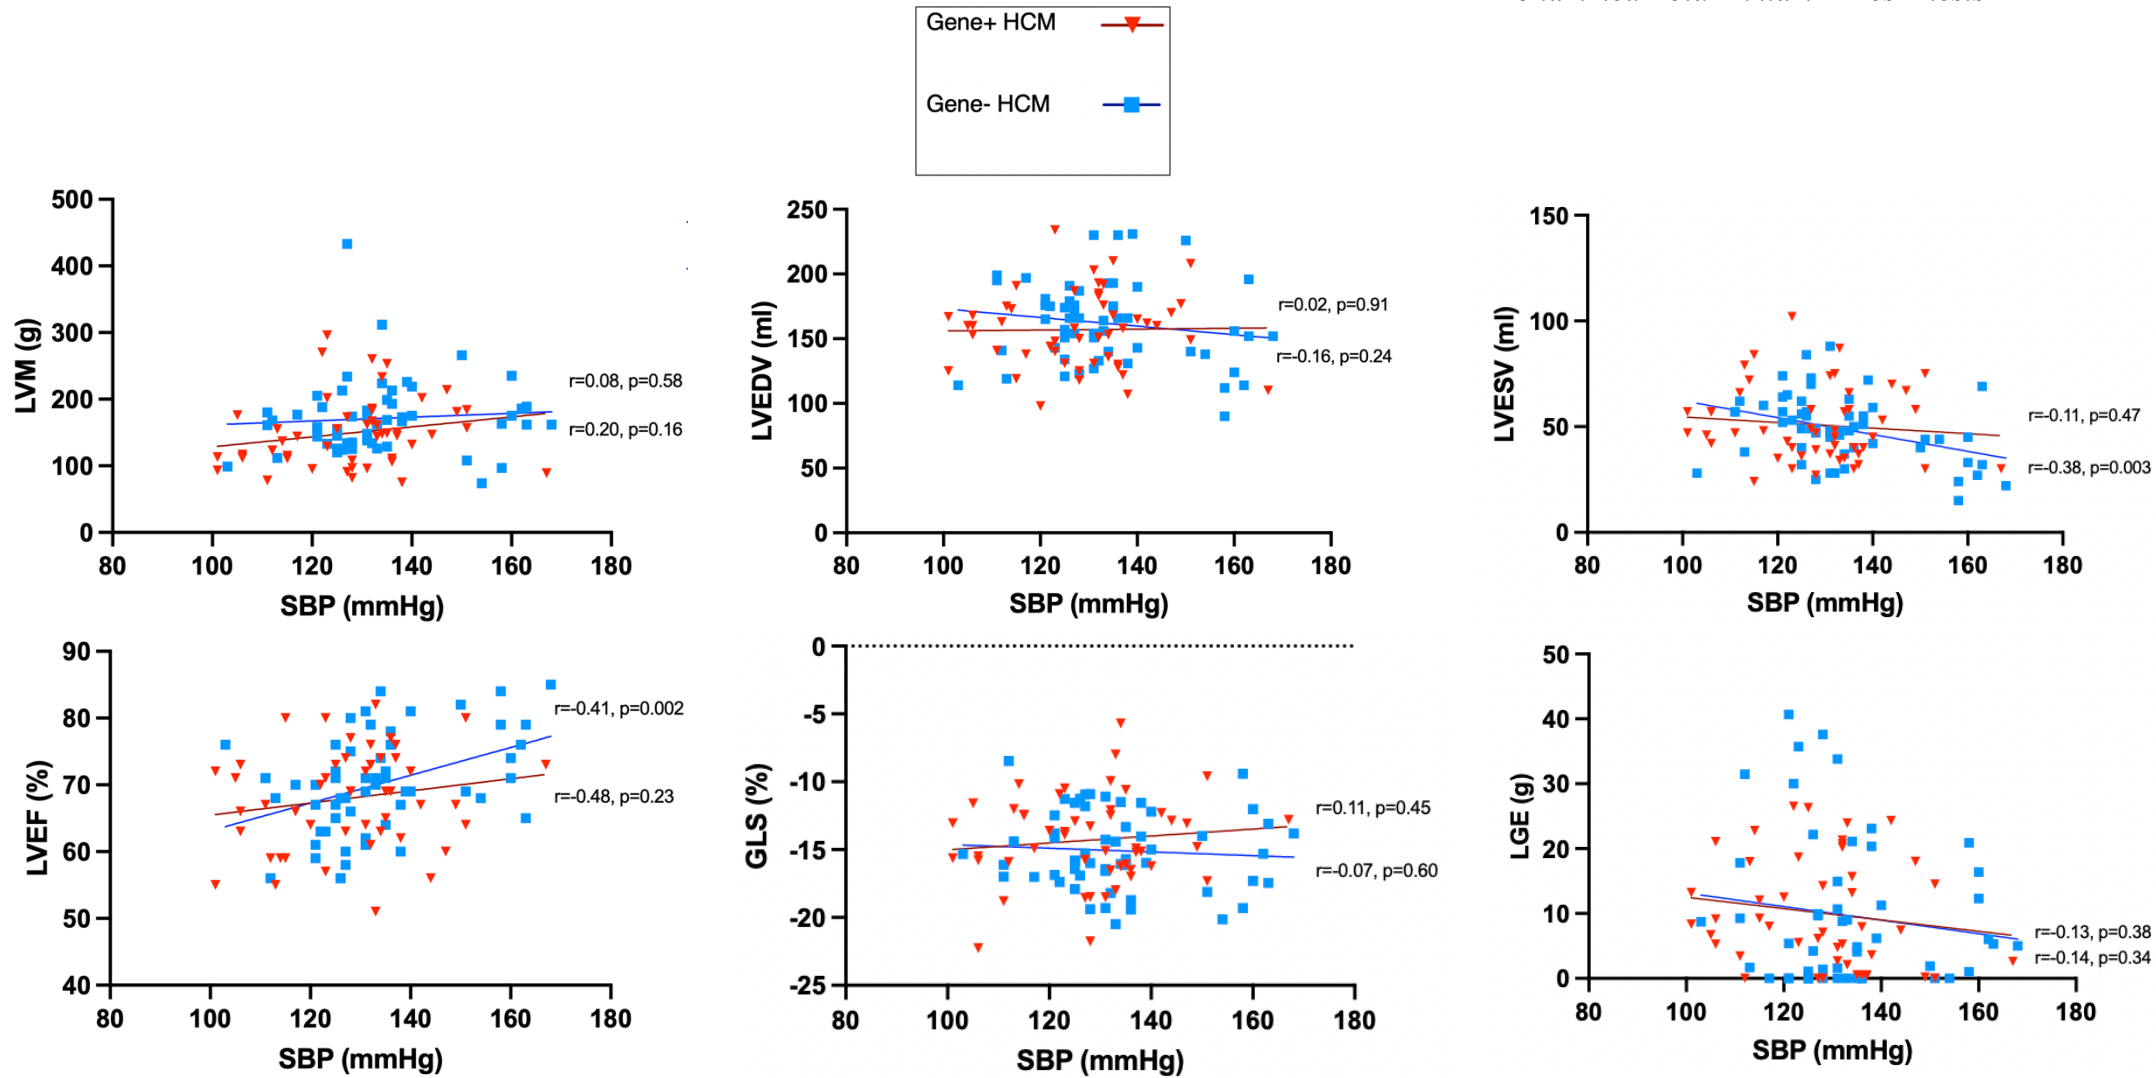 Gene+ HCM
Gene- HCM
500
400
300
200
100
0
LVM (g)
80 100 120 140 160 180
SBP (mmHg)
r=0.08, p=0.58
r=0.20, p=0.16
250
200
150
100
50
0
LVEDV (ml)
80 100 120 140 160 180
SBP (mmHg)
r=0.02, p=0.91
r=-0.16, p=0.24
150
100
50
0
LVESV (ml)
80 100 120 140 160 180
SBP (mmHg)
r=-0.11, p=0.47
r=-0.38, p=0.003
90
80
70
60
50
40
LVEF (%)
80 100 120 140 160 180
SBP (mmHg)
r=-0.41, p=0.002
r=-0.48, p=0.23
0
-5
-10
-15
-20
-25
GLS (%)
80 100 120 140 160 180
SBP (mmHg)
r=0.11, p=0.45
r=-0.07, p=0.60
50
40
30
20
10
0
LGE (g)
80 100 120 140 160 180
SBP (mmHg)
r=-0.13, p=0.38
r=-0.14, p=0.34